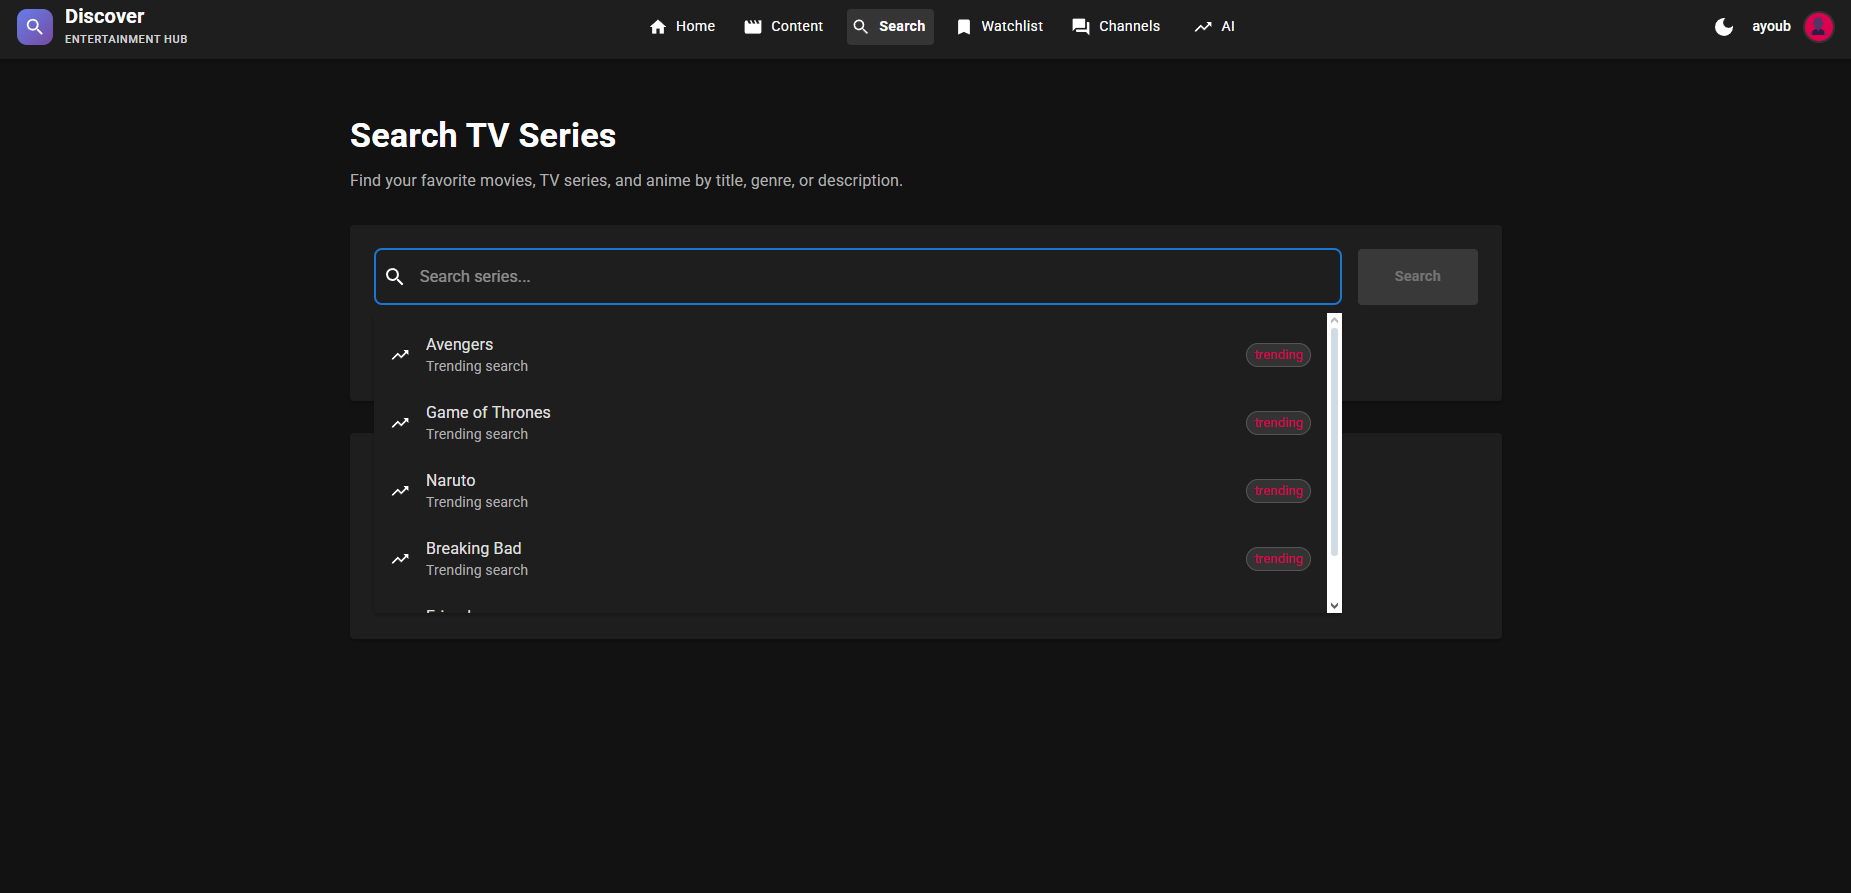 Discover
ENTERTAINMENT HUB
Home
Content
Search
Watchlist
Channels
AI
ayoub
Search TV Series
Find your favorite movies, TV series, and anime by title, genre, or description.
Search series...
Search
Avengers
Trending search
trending
Game of Thrones
Trending search
trending
Naruto
Trending search
trending
Breaking Bad
Trending search
trending